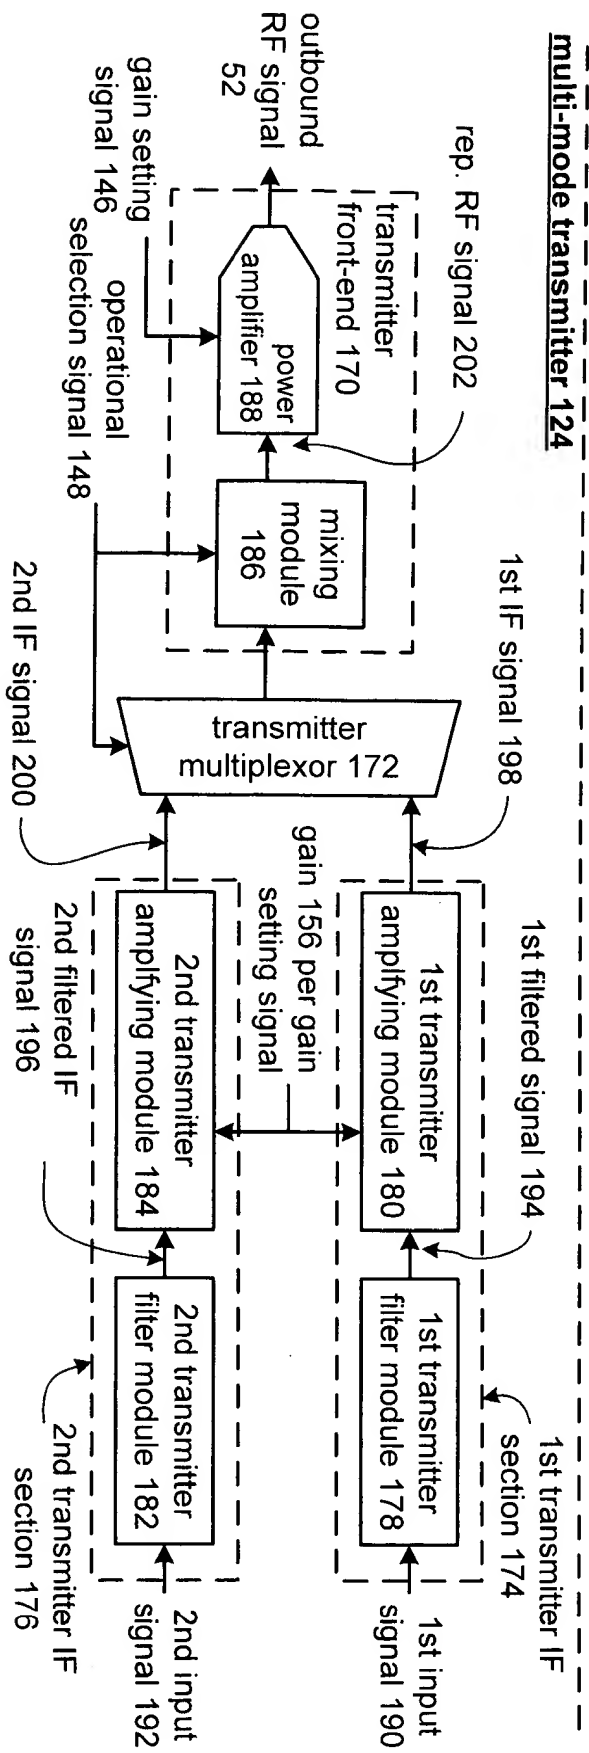 multi-mode transmitter 124
outbound
RF signal
52
rep. RF signal 202
transmitter
front-end 170
power
amplifier 188
mixing
module
186
gain setting
signal 146
operational
selection signal 148
1st IF signal 198
transmitter
multiplexor 172
2nd IF signal 200
1st filtered signal 194
1st transmitter
amplfying module 180
gain 156 per gain
setting signal
2nd transmitter
amplfying module 184
2nd filtered IF
signal 196
1st transmitter IF
section 174
1st transmitter
filter module 178
1st input
signal 190
2nd transmitter
filter module 182
2nd input
signal 192
2nd transmitter IF
section 176